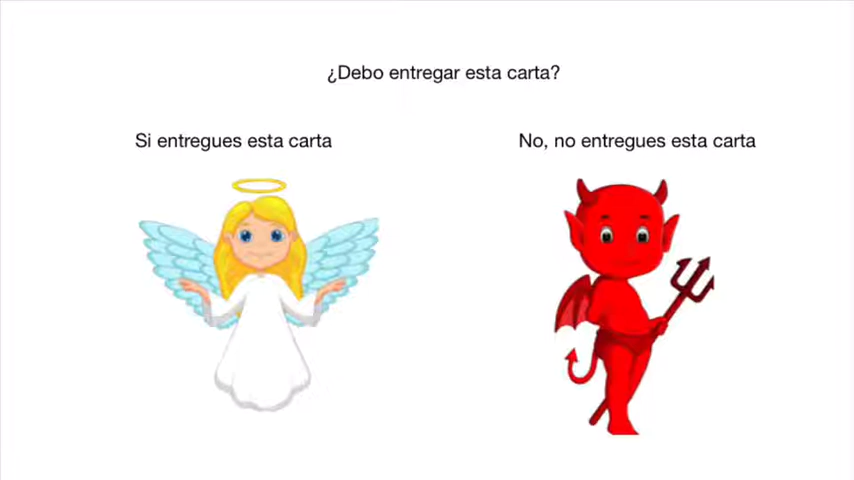 ¿Debo entregar esta carta?
Si entregues esta carta
No, no entregues esta carta